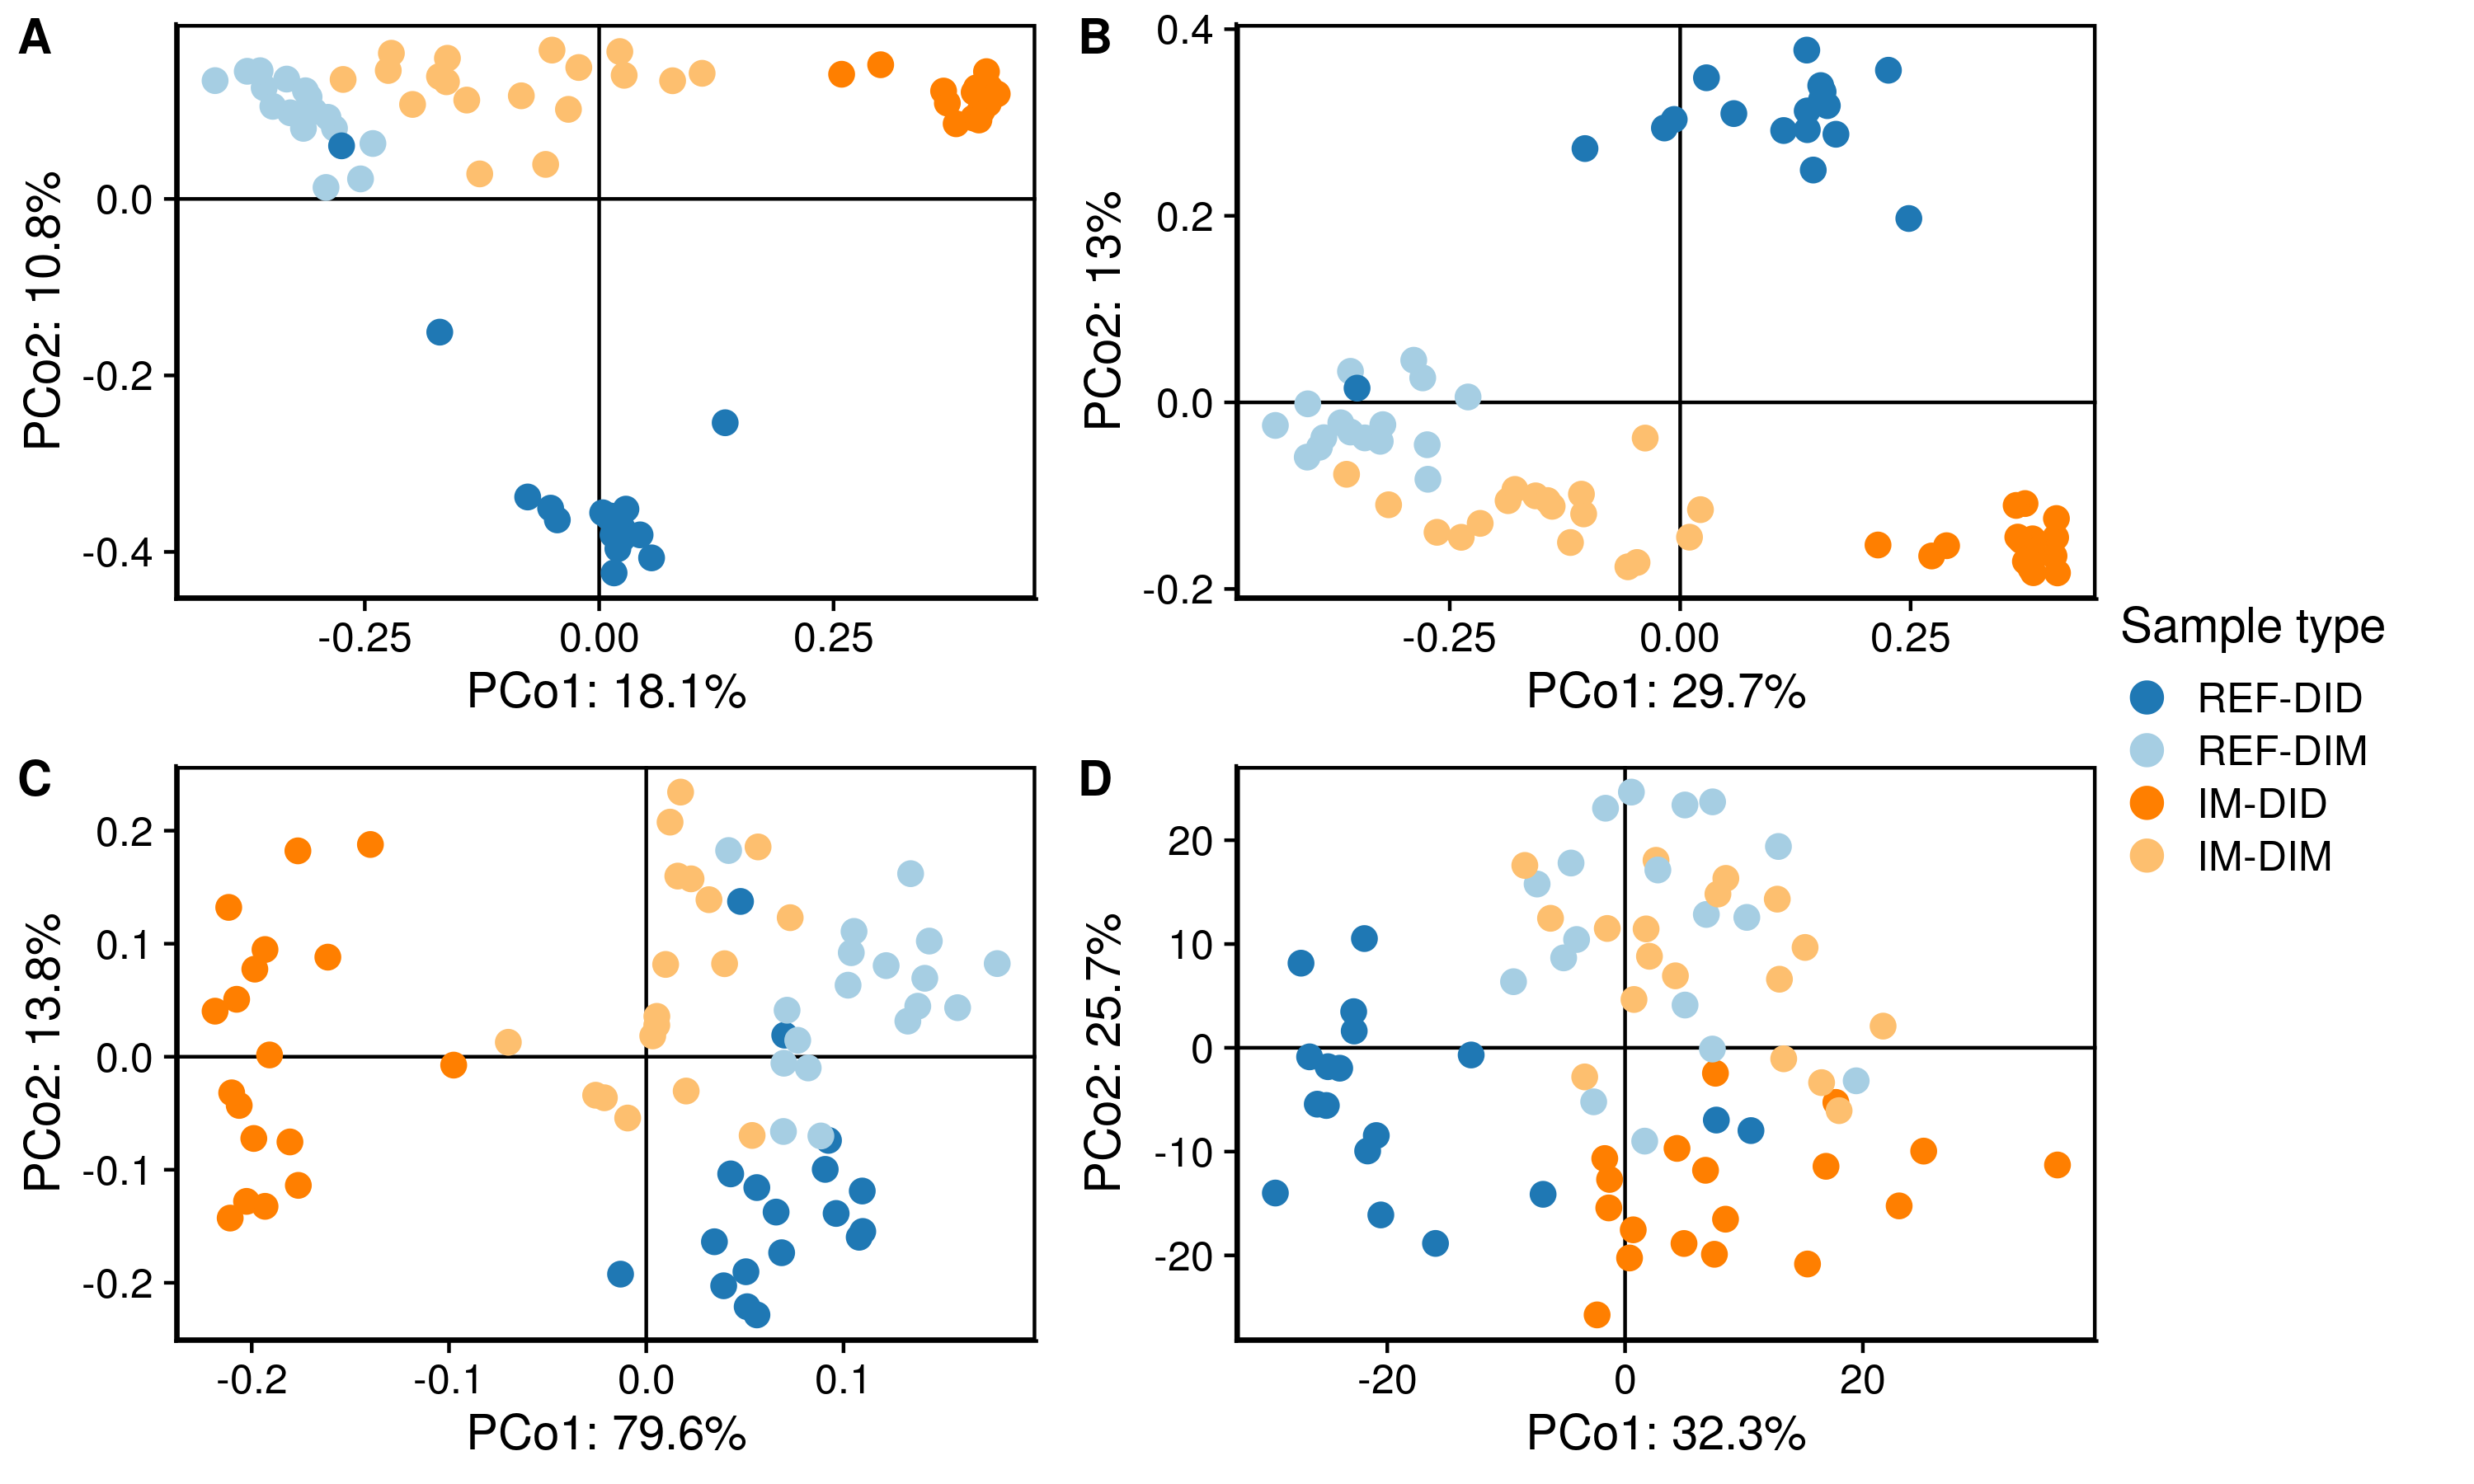 A
0.0
-0.2
-0.4
PCo2: 10.8%
-0.25 0.00 0.25
PCo1: 18.1%
B
0.4
0.2
0.0
-0.2
PCo2: 13%
-0.25 0.00 0.25
PCo1: 29.7%
Sample type
REF-DID
REF-DIM
IM-DID
IM-DIM
C
0.2
0.1
0.0
-0.1
-0.2
PCo2: 13.8%
-0.2 -0.1 0.0 0.1
PCo1: 79.6%
D
20
10
0
-10
-20
PCo2: 25.7%
-20 0 20
PCo1: 32.3%